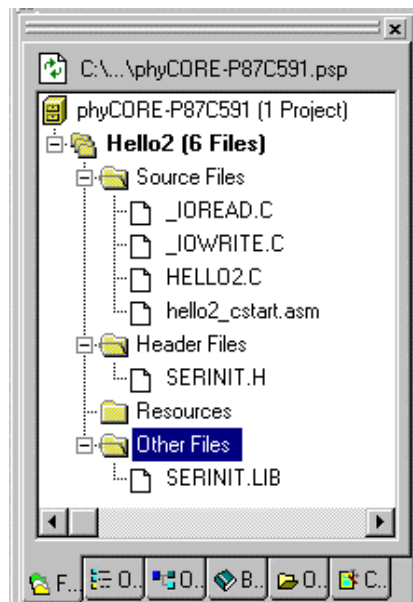 C:\...\phyCORE-P87C591.psp
phyCORE-P87C591 (1 Project)
Hello2 (6 Files)
Source Files
_IOREAD.C
_IOWRITE.C
HELLO2.C
hello2_cstart.asm
Header Files
SERINIT.H
Resources
Other Files
SERINIT.LIB
F... O... O... B... O... C...